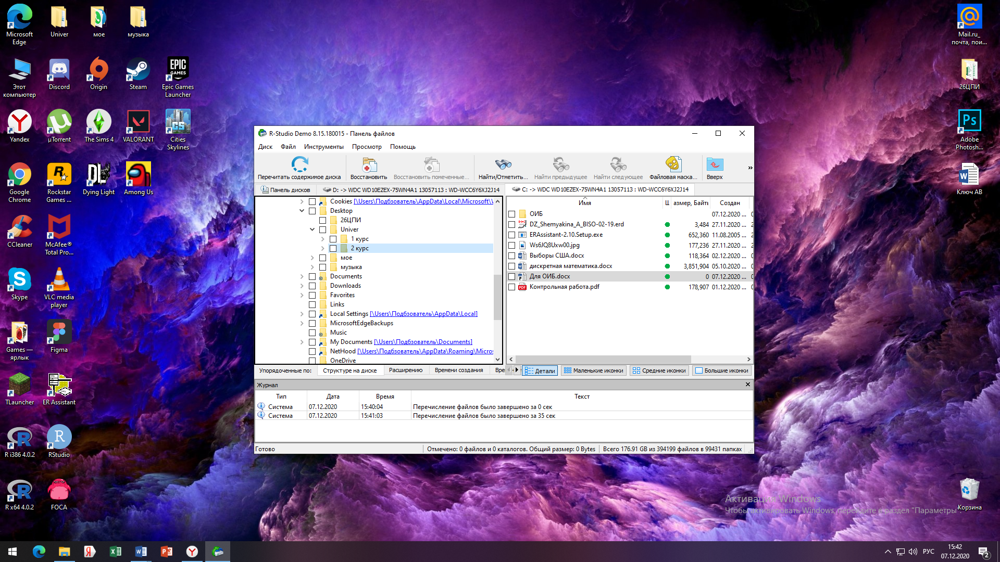 Microsoft Edge
Univer
мое
музыка
Mail.ru_ почта, пои...
Этот компьютер
Discord
Origin
Steam
EPIC GAMES
Epic Games Launcher
26ЦПИ
Yandex
µTorrent
The Sims 4
VALORANT
CS
Cities Skylines
Ps
Adobe Photosh...
Google Chrome
Rockstar Games ...
DL
Dying Light
Among Us
Ключ АВ
CCleaner
McAfee® Total Pro...
Skype
VLC media player
Games — ярлык
Figma
TLauncher
ER Assistant
R i386 4.0.2
RStudio
R x64 4.0.2
FOCA
Корзина
R-Studio Demo 8.15.180015 - Панель файлов
Диск Файл Инструменты Просмотр Помощь
Перечитать содержимое диска Восстановить Восстановить помеченные... Найти/Отметить... Найти предыдущее Найти следующее Файловая маска... Вверх »
Панель дисков D: -> WDC WD10EZEX-75WN4A1 13057113 : WD-WCC6Y6XJ2J14 C: -> WDC WD10EZEX-75WN4A1 13057113 : WD-WCC6Y6XJ2J14
Cookies [\Users\Подбзователь\AppData\Local\Microsoft\
Desktop
26ЦПИ
Univer
1 курс
2 курс
мое
музыка
Documents
Downloads
Favorites
Links
Local Settings [\Users\Подбзователь\AppData\Local]
MicrosoftEdgeBackups
Music
My Documents [\Users\Подбзователь\Documents]
NetHood [\Users\Подбзователь\AppData\Roaming\Micros
OneDrive
Имя Ц азмер, Байты Создан
ОИБ 07.12.2020 ...
DZ_Shemyakina_A_BISO-02-19.erd 3,484 27.11.2020 ...
ERAssistant-2.10.Setup.exe 652,360 11.08.2005 ...
Ws6JQ8Uxw00.jpg 177,236 27.11.2020 ...
Выборы США.docx 118,364 02.12.2020 ...
дискретная математика.docx 3,851,904 05.10.2020 ...
Для ОИБ.docx 0 07.12.2020 ...
Контрольная работа.pdf 178,907 01.12.2020 ...
Упорядоченные по: Структуре на диске Расширению Времени создания Вре
Детали Маленькие иконки Средние иконки Большие иконки
Журнал
Тип Дата Время Текст
Система 07.12.2020 15:40:04 Перечисление файлов было завершено за 0 сек
Система 07.12.2020 15:41:03 Перечисление файлов было завершено за 35 сек
Готово Отмечено: 0 файлов и 0 каталогов. Общий размер: 0 Bytes Всего 176.91 GB из 394199 файлов в 99431 папках
Активация Windows
Чтобы активировать Windows, перейдите в раздел "Параметры".
РУС
15:42
07.12.2020
2